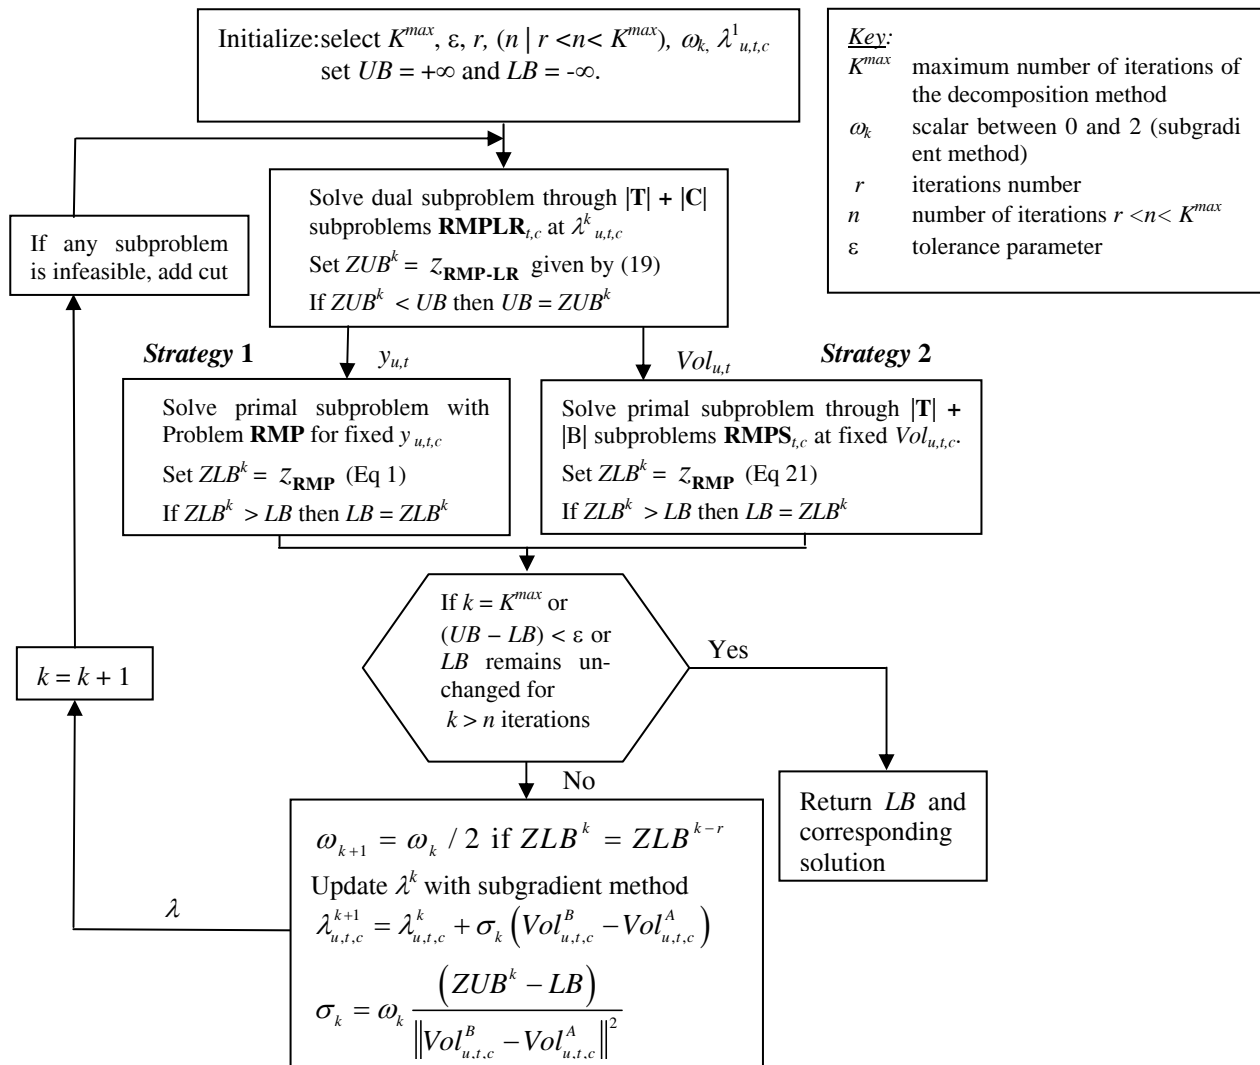 Initialize:select K^max, ε, r, (n | r <n< K^max), ω_k, λ^1_u,t,c
set UB = +∞ and LB = -∞.
Key:
K^max maximum number of iterations of
the decomposition method
ω_k scalar between 0 and 2 (subgradi
ent method)
r iterations number
n number of iterations r <n< K^max
ε tolerance parameter
Solve dual subproblem through |T| + |C|
subproblems RMPLR_t,c at λ^k_u,t,c
Set ZUB^k = z_RMP-LR given by (19)
If ZUB^k < UB then UB = ZUB^k
If any subproblem
is infeasible, add cut
Strategy 1
y_u,t
Vol_u,t
Strategy 2
Solve primal subproblem with
Problem RMP for fixed y_u,t,c
Set ZLB^k = z_RMP (Eq 1)
If ZLB^k > LB then LB = ZLB^k
Solve primal subproblem through |T| +
|B| subproblems RMPS_t,c at fixed Vol_u,t,c.
Set ZLB^k = z_RMP (Eq 21)
If ZLB^k > LB then LB = ZLB^k
If k = K^max or
(UB – LB) < ε or
LB remains un-
changed for
k > n iterations
Yes
No
k = k + 1
Return LB and
corresponding
solution
ω_k+1 = ω_k / 2 if ZLB^k = ZLB^k−r
Update λ^k with subgradient method
λ^k+1_u,t,c = λ^k_u,t,c + σ_k (Vol^B_u,t,c − Vol^A_u,t,c)
σ_k = ω_k (ZUB^k − LB) / ‖Vol^B_u,t,c − Vol^A_u,t,c‖^2
λ